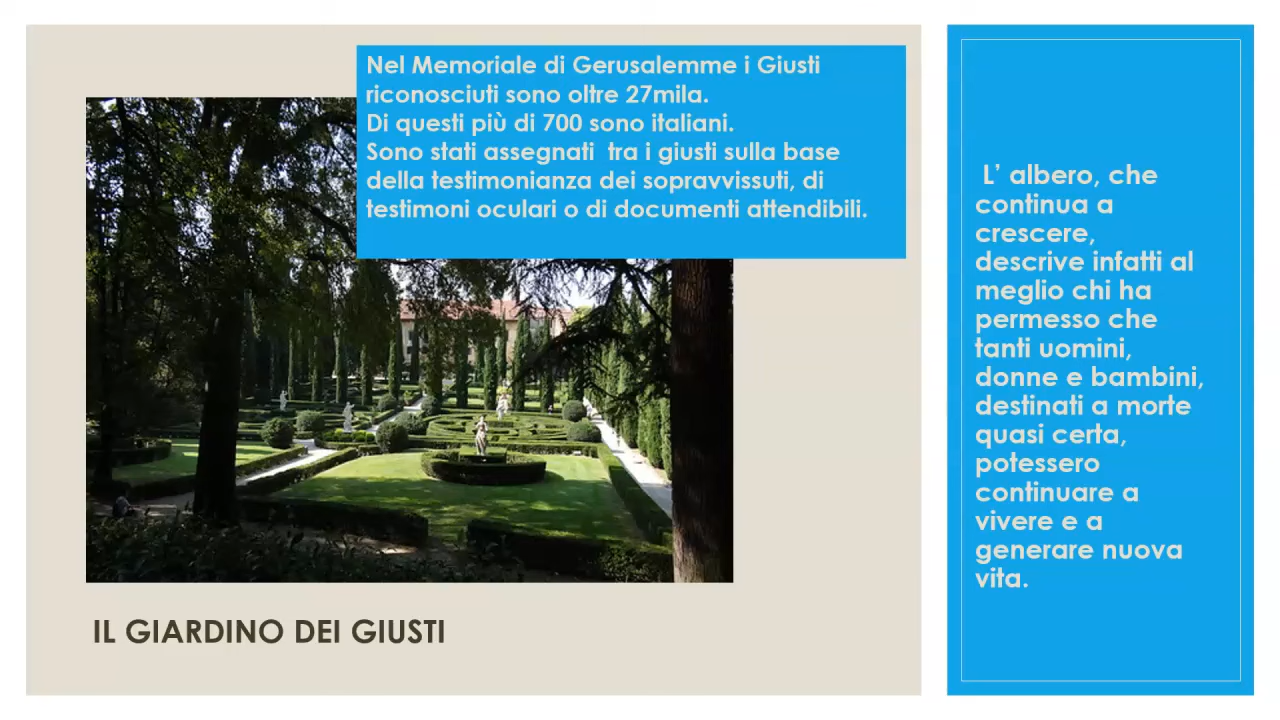 Nel Memoriale di Gerusalemme i Giusti
riconosciuti sono oltre 27mila.
Di questi più di 700 sono italiani.
Sono stati assegnati  tra i giusti sulla base
della testimonianza dei sopravvissuti, di
testimoni oculari o di documenti attendibili.
IL GIARDINO DEI GIUSTI
L’ albero, che
continua a
crescere,
descrive infatti al
meglio chi ha
permesso che
tanti uomini,
donne e bambini,
destinati a morte
quasi certa,
potessero
continuare a
vivere e a
generare nuova
vita.